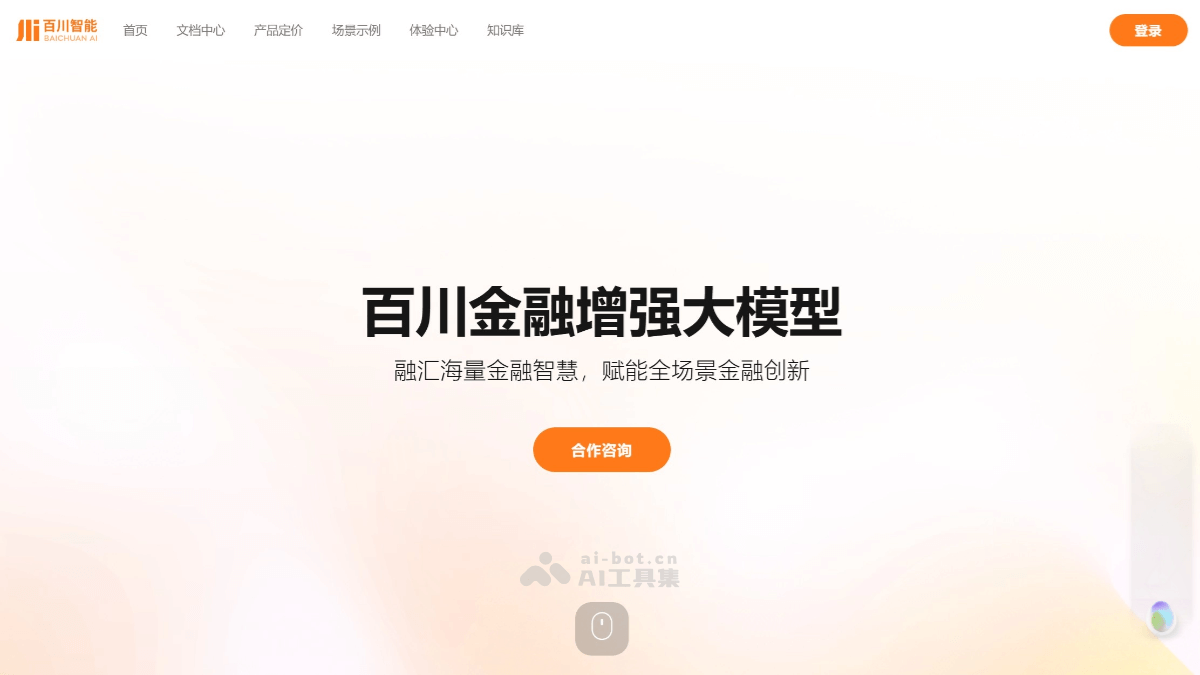 百川智能
BAICHUAN AI
首页
文档中心
产品定价
场景示例
体验中心
知识库
登录
百川金融增强大模型
融汇海量金融智慧，赋能全场景金融创新
合作咨询
ai-bot.cn
AI工具集